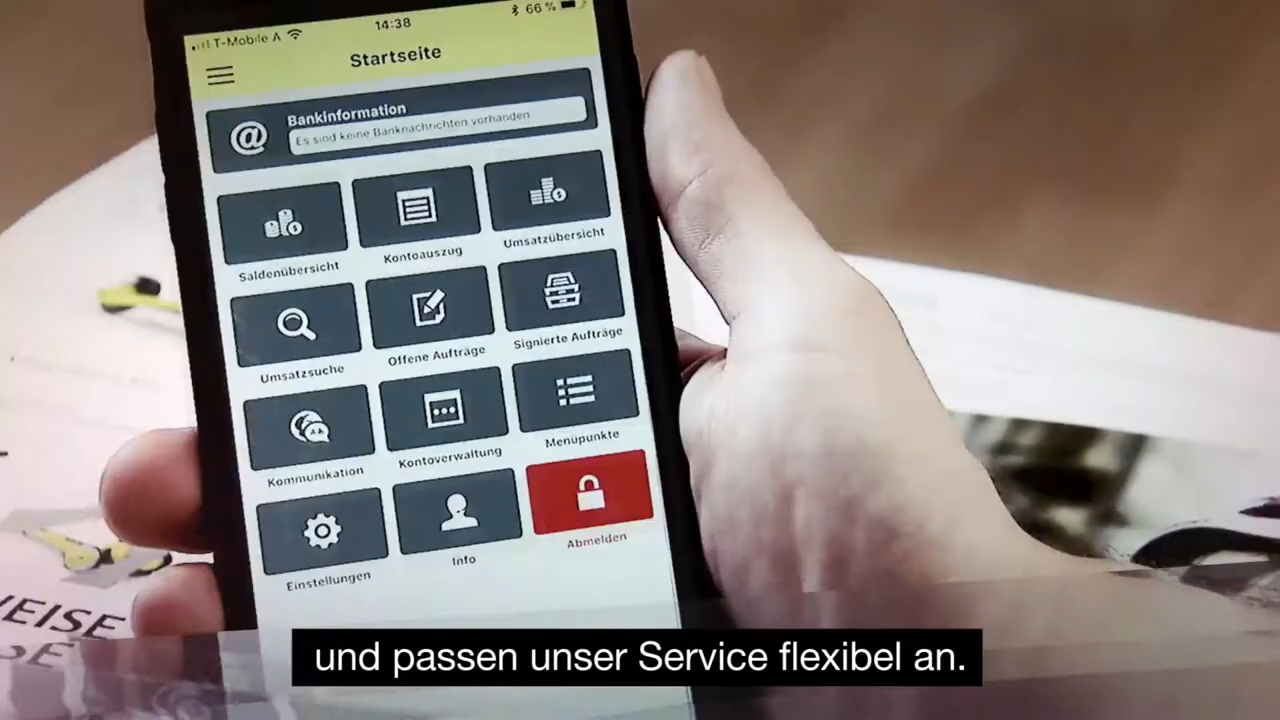 T-Mobile A
14:38
66 %
Startseite
@
Bankinformation
Es sind keine Banknachrichten vorhanden
Saldenübersicht
Kontoauszug
Umsatzübersicht
Umsatzsuche
Offene Aufträge
Signierte Aufträge
Kommunikation
Kontoverwaltung
Menüpunkte
Einstellungen
Info
Abmelden
und passen unser Service flexibel an.